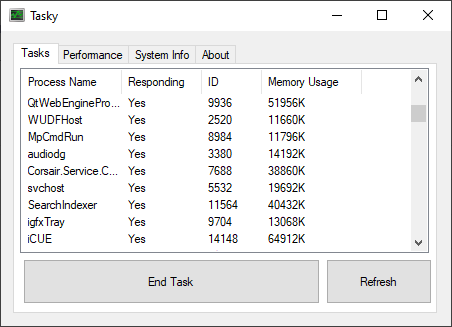 Tasky
Tasks Performance System Info About
Process Name Responding ID Memory Usage
QtWebEnginePro... Yes 9936 51956K
WUDFHost Yes 2520 11660K
MpCmdRun Yes 8984 11796K
audiodg Yes 3380 14192K
Corsair.Service.C... Yes 7688 38860K
svchost Yes 5532 19692K
SearchIndexer Yes 11564 40432K
igfxTray Yes 9704 13068K
iCUE Yes 14148 64912K
End Task Refresh